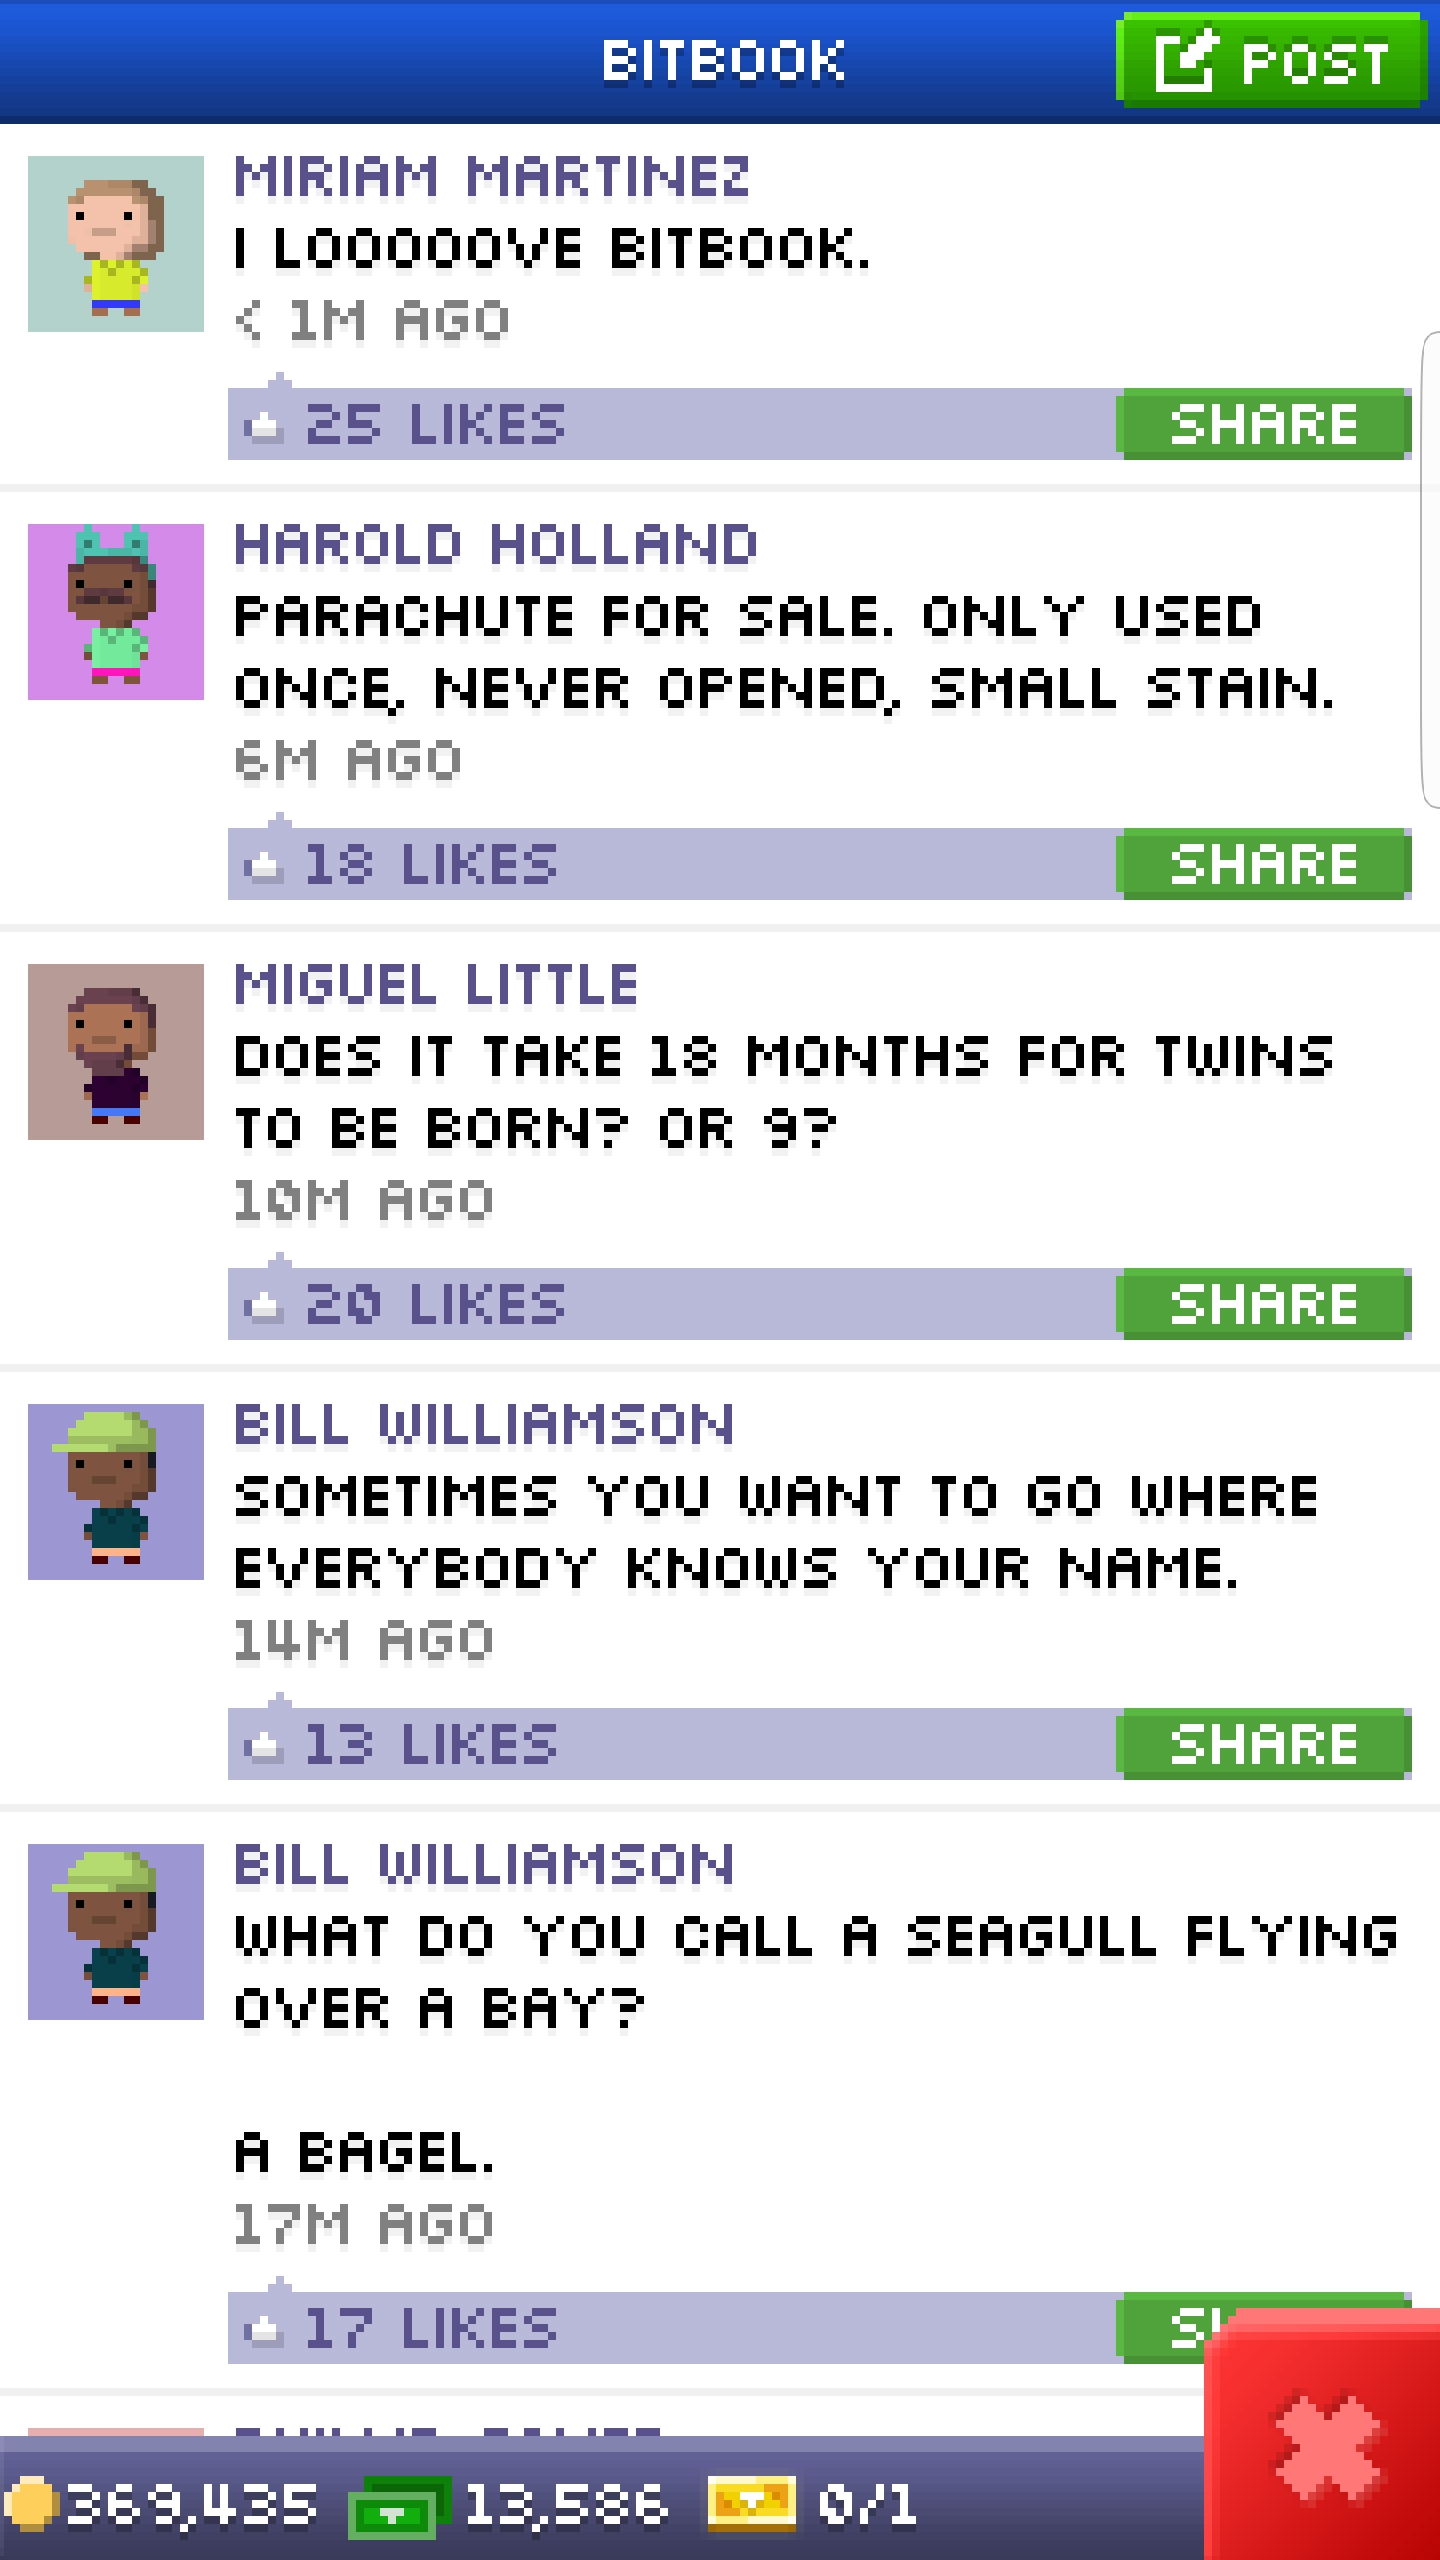 BITBOOK
POST
MIRIAM MARTINEZ
I LOOOOOVE BITBOOK.
< 1M AGO
25 LIKES
SHARE
HAROLD HOLLAND
PARACHUTE FOR SALE. ONLY USED
ONCE, NEVER OPENED, SMALL STAIN.
6M AGO
18 LIKES
SHARE
MIGUEL LITTLE
DOES IT TAKE 18 MONTHS FOR TWINS
TO BE BORN? OR 9?
10M AGO
20 LIKES
SHARE
BILL WILLIAMSON
SOMETIMES YOU WANT TO GO WHERE
EVERYBODY KNOWS YOUR NAME.
14M AGO
13 LIKES
SHARE
BILL WILLIAMSON
WHAT DO YOU CALL A SEAGULL FLYING
OVER A BAY?
A BAGEL.
17M AGO
17 LIKES
369,435 13,586 0/1